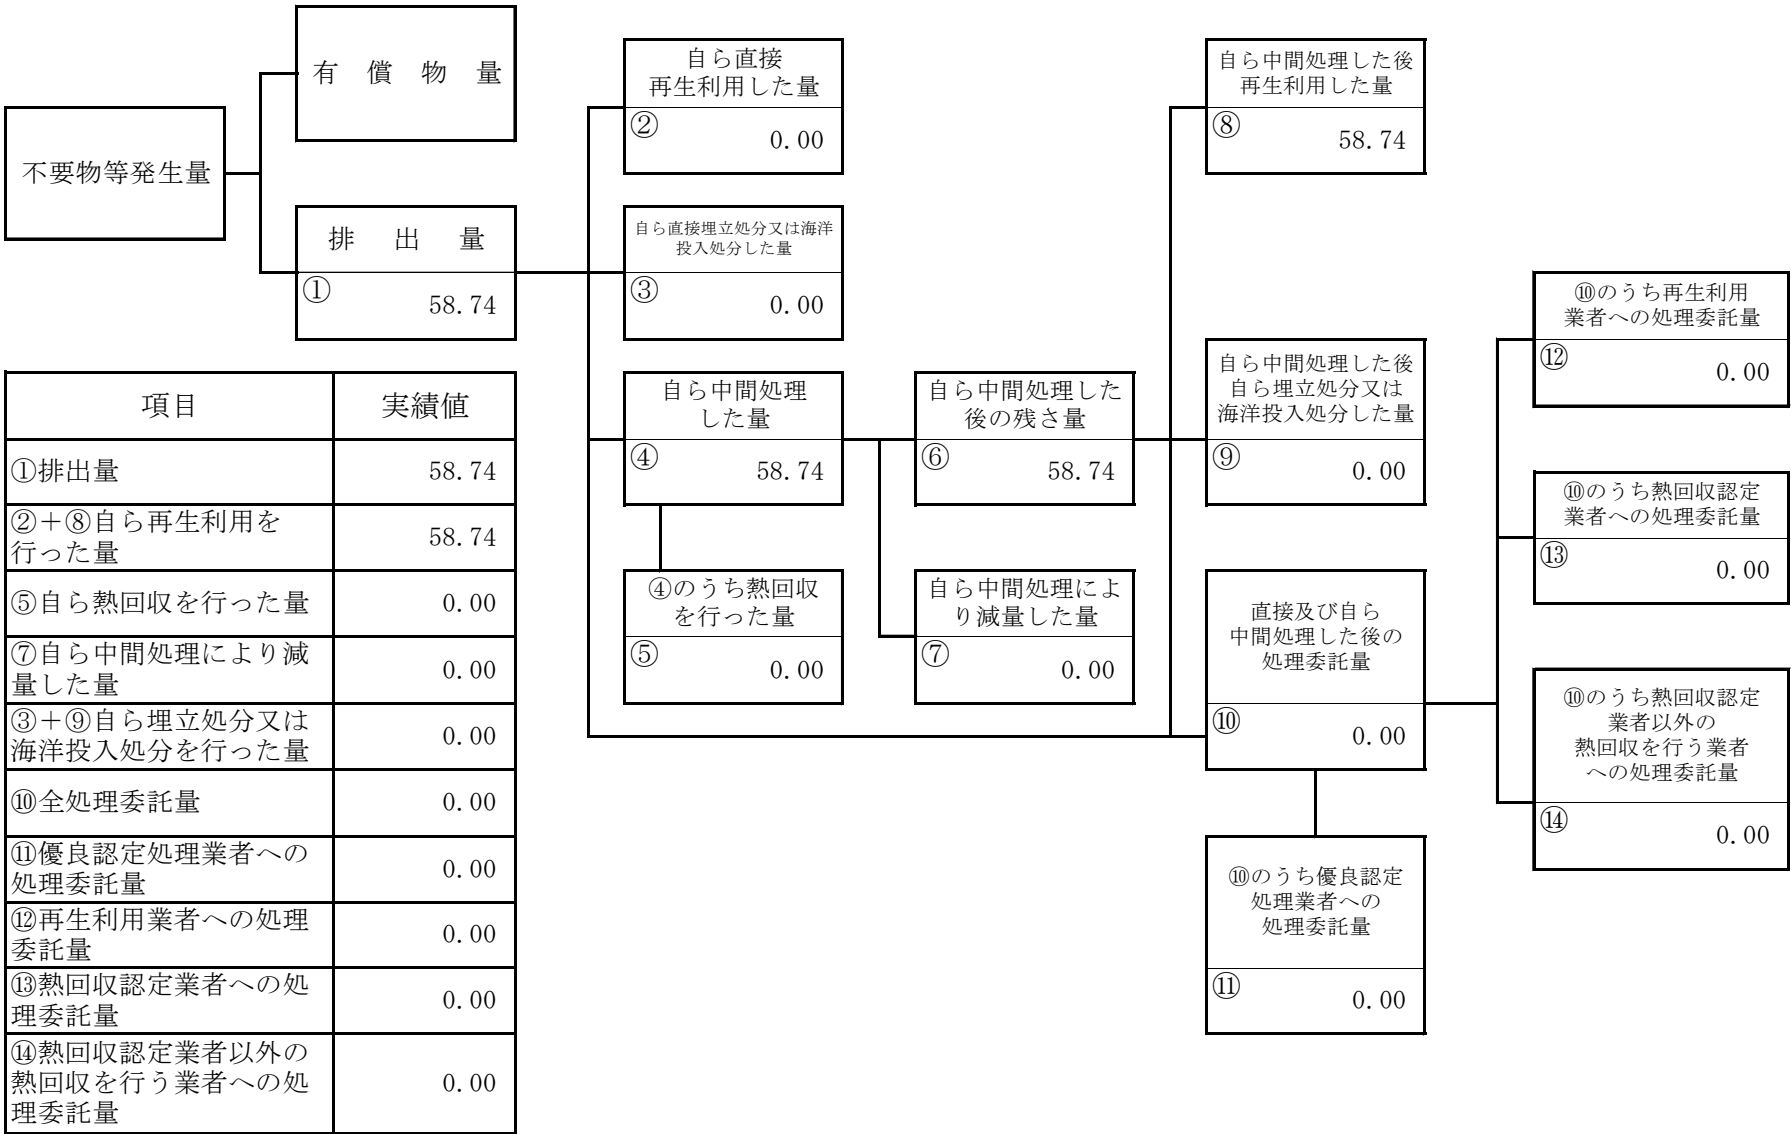 不要物等発生量
有 償 物 量
排 出 量
①
58.74
自ら直接
再生利用した量
②
0.00
自ら直接埋立処分又は海洋
投入処分した量
③
0.00
自ら中間処理
した量
④
58.74
④のうち熱回収
を行った量
⑤
0.00
自ら中間処理した
後の残さ量
⑥
58.74
自ら中間処理によ
り減量した量
⑦
0.00
自ら中間処理した後
再生利用した量
⑧
58.74
自ら中間処理した後
自ら埋立処分又は
海洋投入処分した量
⑨
0.00
直接及び自ら
中間処理した後の
処理委託量
⑩
0.00
⑩のうち優良認定
処理業者への
処理委託量
⑪
0.00
⑩のうち再生利用
業者への処理委託量
⑫
0.00
⑩のうち熱回収認定
業者への処理委託量
⑬
0.00
⑩のうち熱回収認定
業者以外の
熱回収を行う業者
への処理委託量
⑭
0.00
項目 実績値
①排出量 58.74
②＋⑧自ら再生利用を
行った量
58.74
⑤自ら熱回収を行った量 0.00
⑦自ら中間処理により減
量した量
0.00
③＋⑨自ら埋立処分又は
海洋投入処分を行った量
0.00
⑩全処理委託量 0.00
⑪優良認定処理業者への
処理委託量
0.00
⑫再生利用業者への処理
委託量
0.00
⑬熱回収認定業者への処
理委託量
0.00
⑭熱回収認定業者以外の
熱回収を行う業者への処
理委託量
0.00